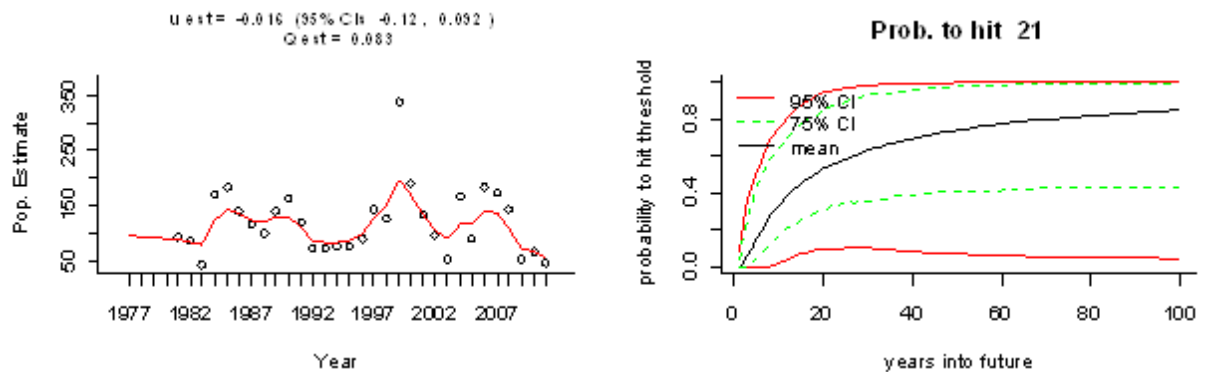 u est = -0.016 (95% CIs -0.12, 0.092 )
Q est = 0.083
Pop. Estimate
350
250
150
50
1977 1982 1987 1992 1997 2002 2007
Year
Prob. to hit 21
probability to hit threshold
0.8
0.4
0.0
95% CI
75% CI
mean
0 20 40 60 80 100
years into future